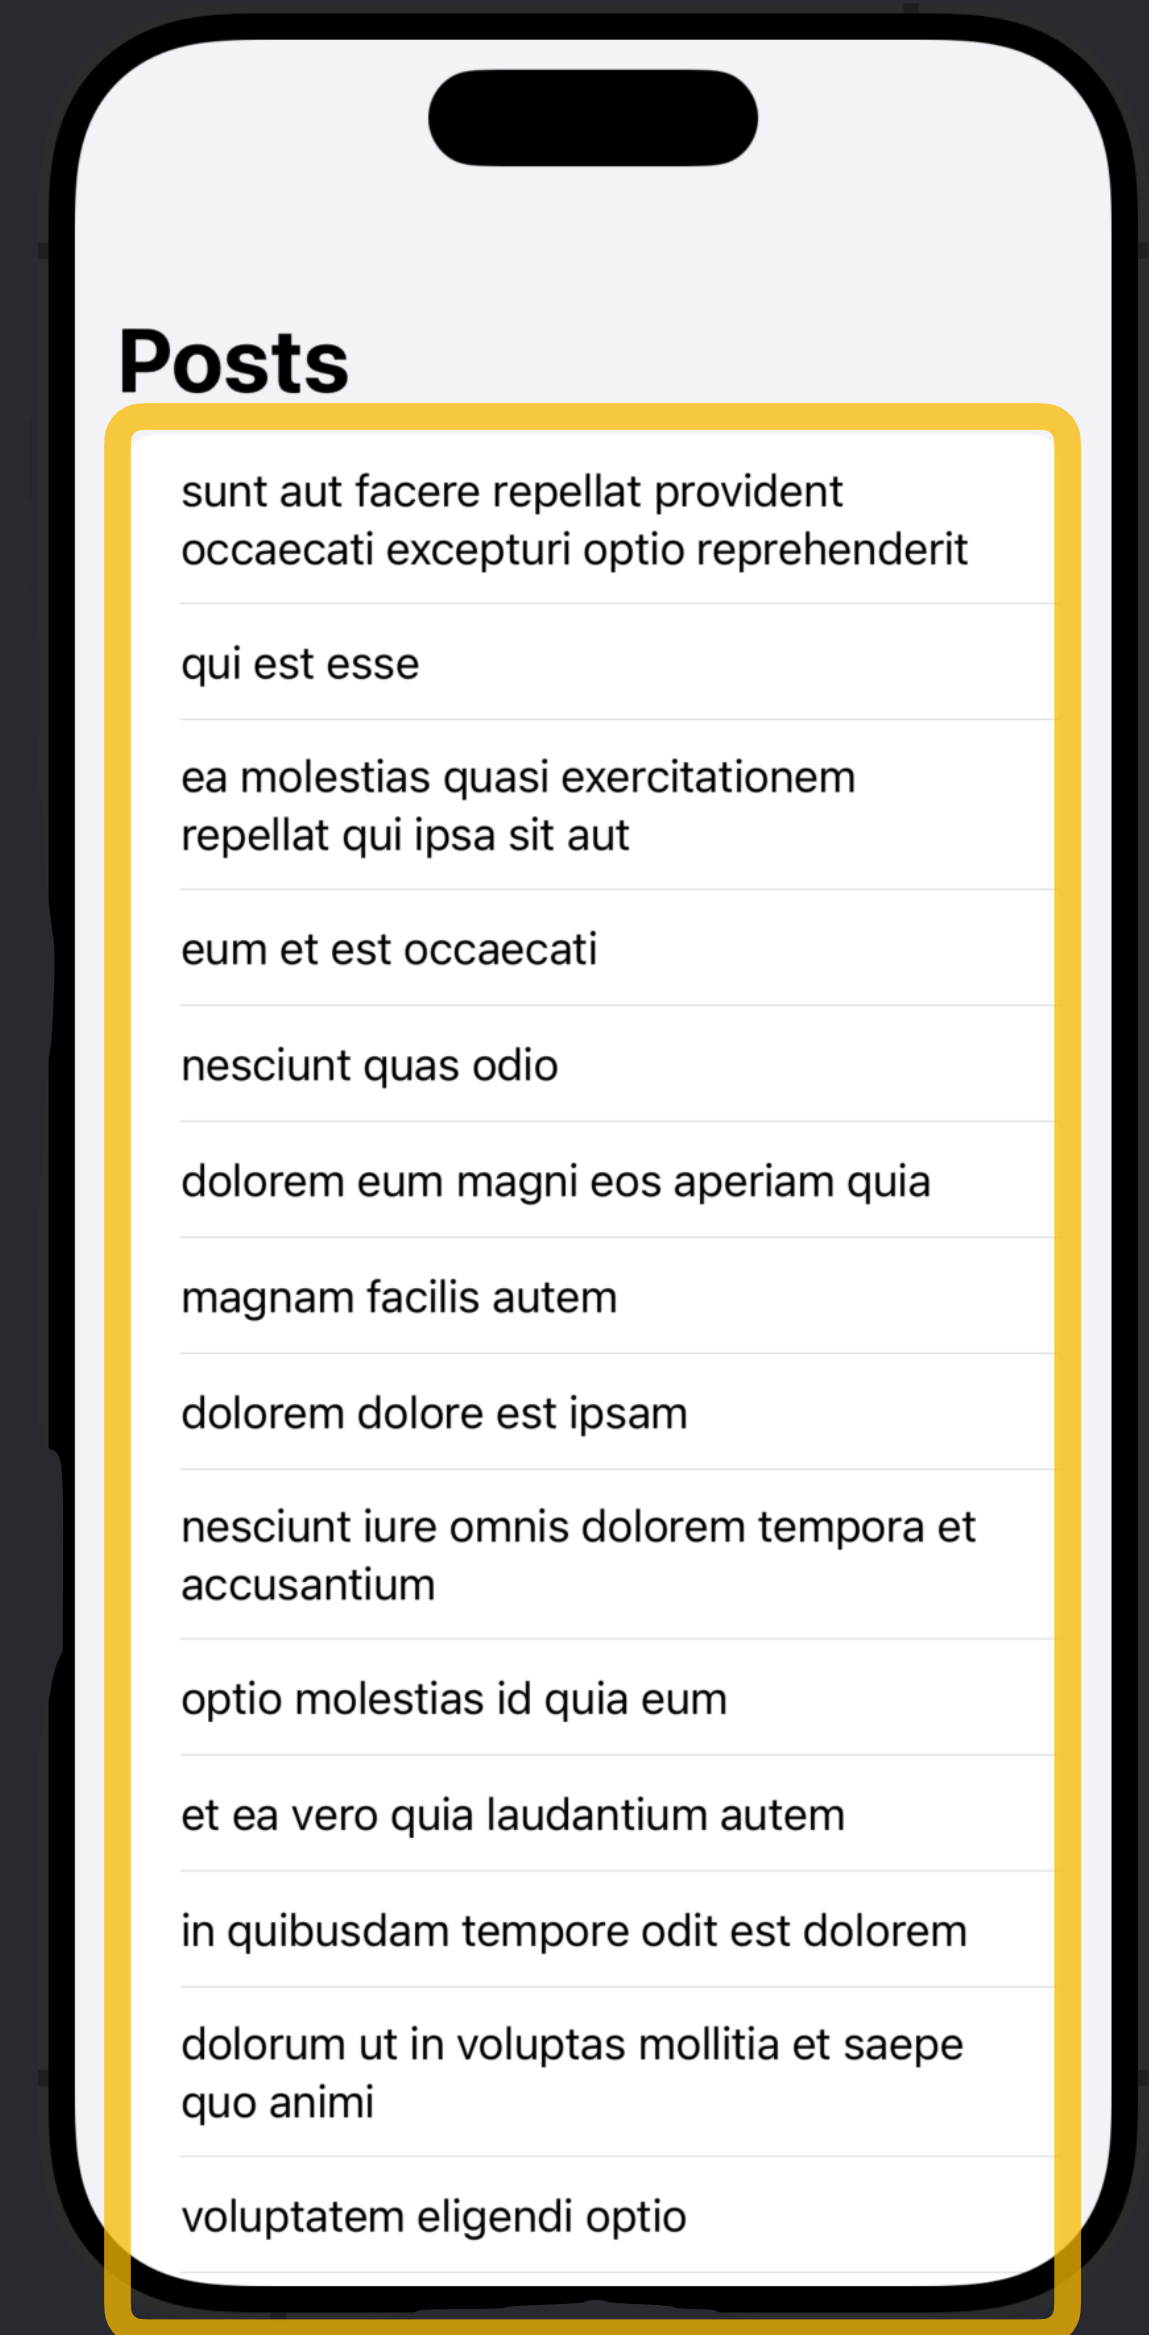 Posts
sunt aut facere repellat provident
occaecati excepturi optio reprehenderit
qui est esse
ea molestias quasi exercitationem
repellat qui ipsa sit aut
eum et est occaecati
nesciunt quas odio
dolorem eum magni eos aperiam quia
magnam facilis autem
dolorem dolore est ipsam
nesciunt iure omnis dolorem tempora et
accusantium
optio molestias id quia eum
et ea vero quia laudantium autem
in quibusdam tempore odit est dolorem
dolorum ut in voluptas mollitia et saepe
quo animi
voluptatem eligendi optio